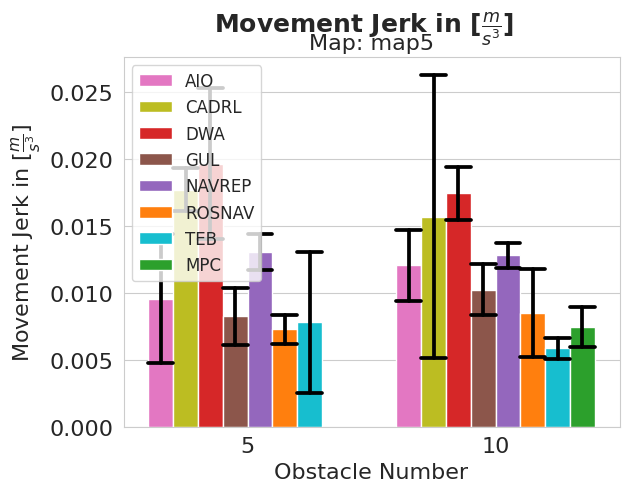 Movement Jerk in [m/s³]
Map: map5
Movement Jerk in [m/s³]
0.025
0.020
0.015
0.010
0.005
0.000
AIO
CADRL
DWA
GUL
NAVREP
ROSNAV
TEB
MPC
5 10
Obstacle Number